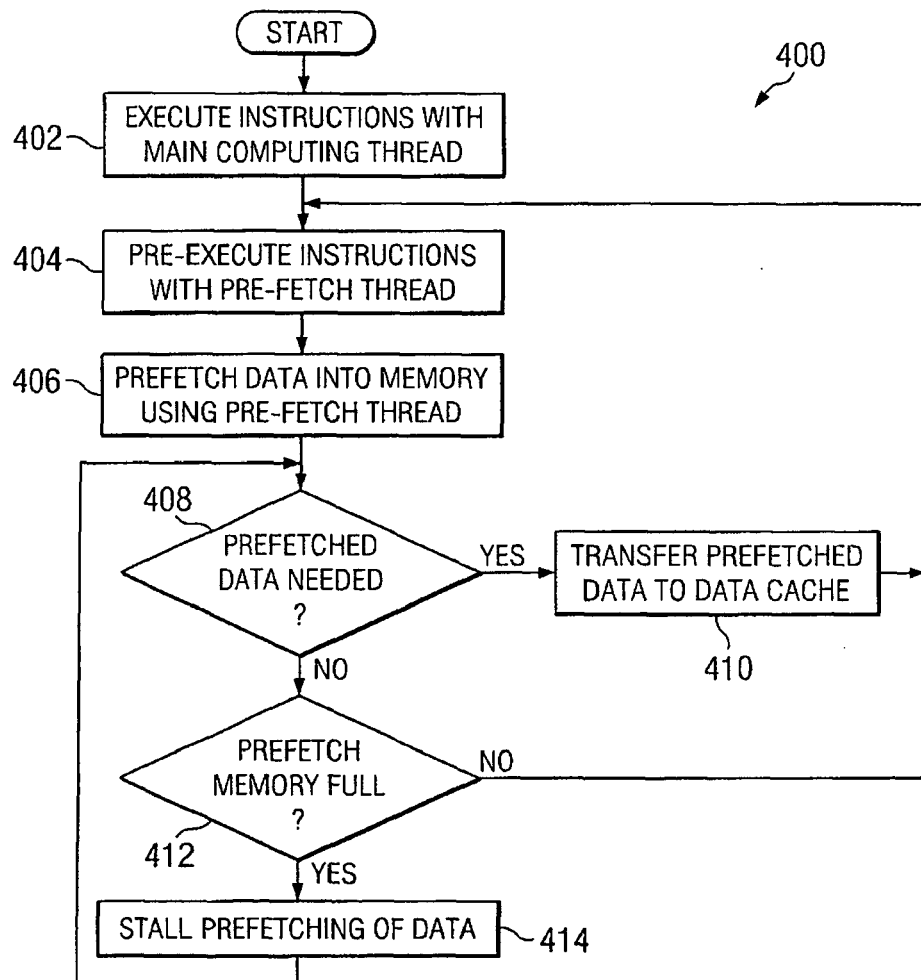 START
400
402
EXECUTE INSTRUCTIONS WITH
MAIN COMPUTING THREAD
404
PRE-EXECUTE INSTRUCTIONS
WITH PRE-FETCH THREAD
406
PREFETCH DATA INTO MEMORY
USING PRE-FETCH THREAD
408
PREFETCHED
DATA NEEDED
?
YES
TRANSFER PREFETCHED
DATA TO DATA CACHE
410
NO
PREFETCH
MEMORY FULL
?
NO
412
YES
STALL PREFETCHING OF DATA
414